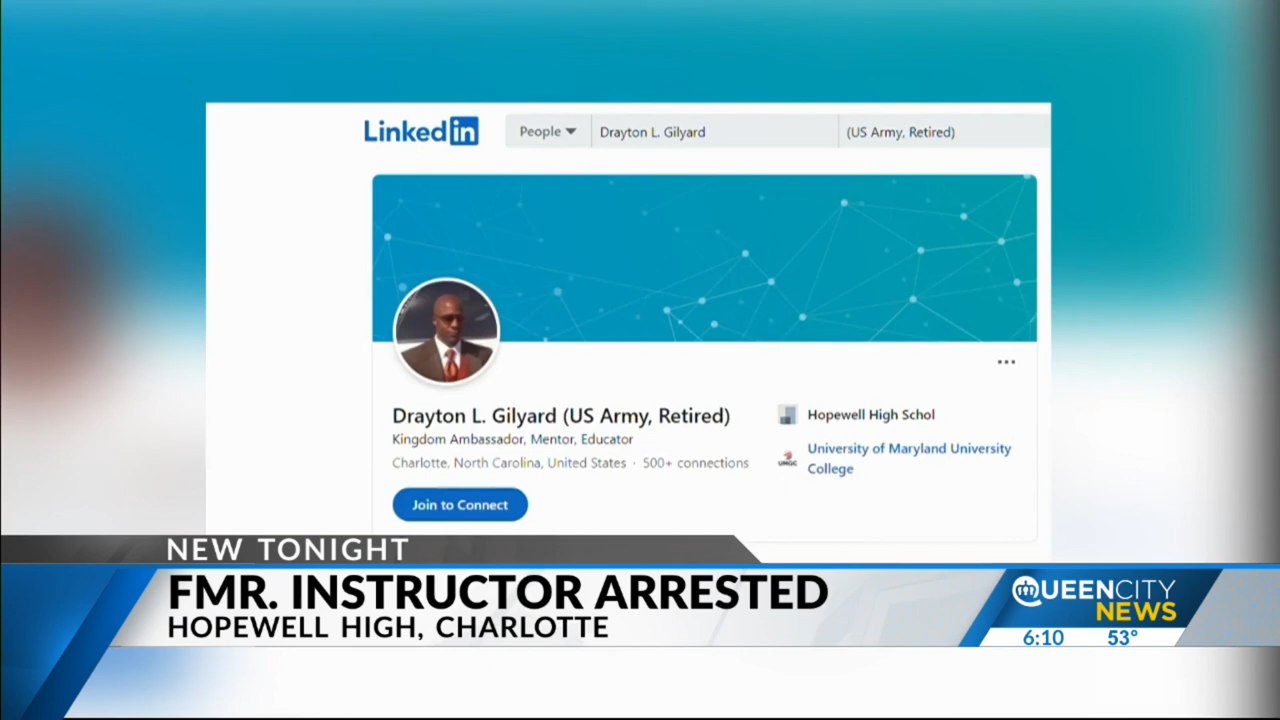 LinkedIn
People
Drayton L. Gilyard
(US Army, Retired)
Drayton L. Gilyard (US Army, Retired)
Kingdom Ambassador, Mentor, Educator
Charlotte, North Carolina, United States · 500+ connections
Join to Connect
Hopewell High Schol
UMGC
University of Maryland University
College
NEW TONIGHT
FMR. INSTRUCTOR ARRESTED
HOPEWELL HIGH, CHARLOTTE
QUEEN CITY
NEWS
6:10 53°